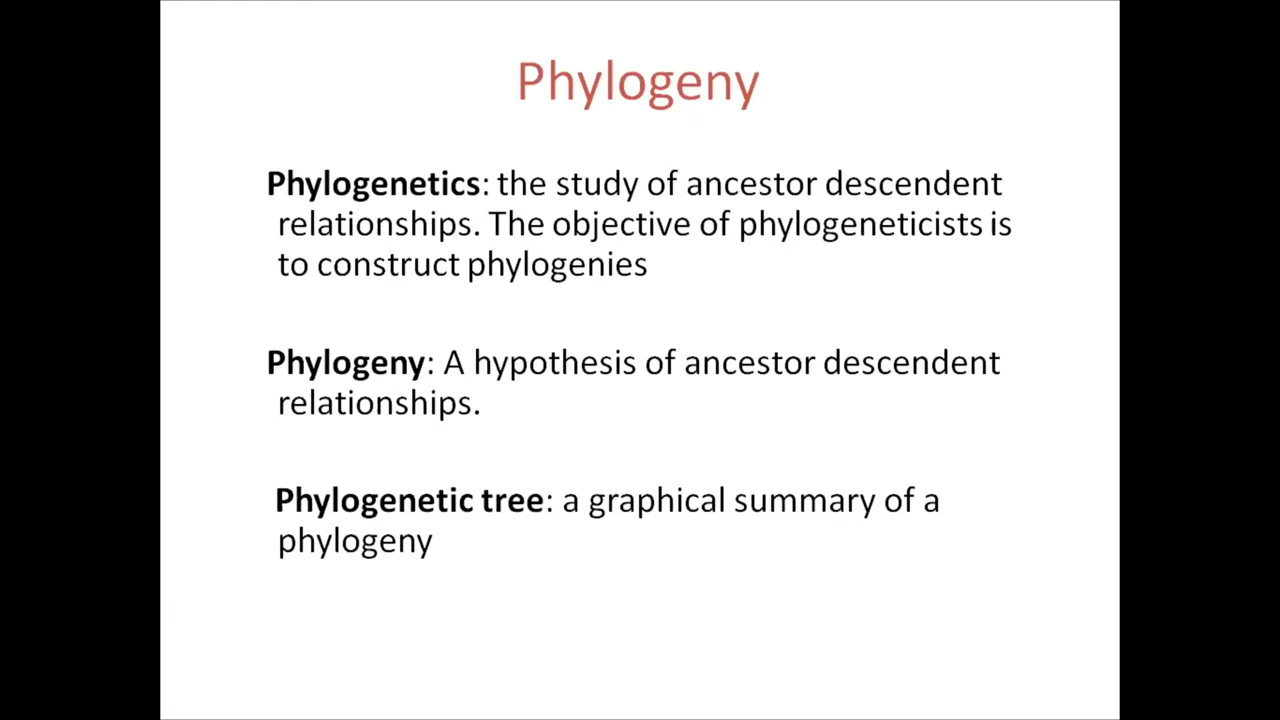 Phylogeny
Phylogenetics: the study of ancestor descendent
relationships. The objective of phylogeneticists is
to construct phylogenies
Phylogeny: A hypothesis of ancestor descendent
relationships.
Phylogenetic tree: a graphical summary of a
phylogeny